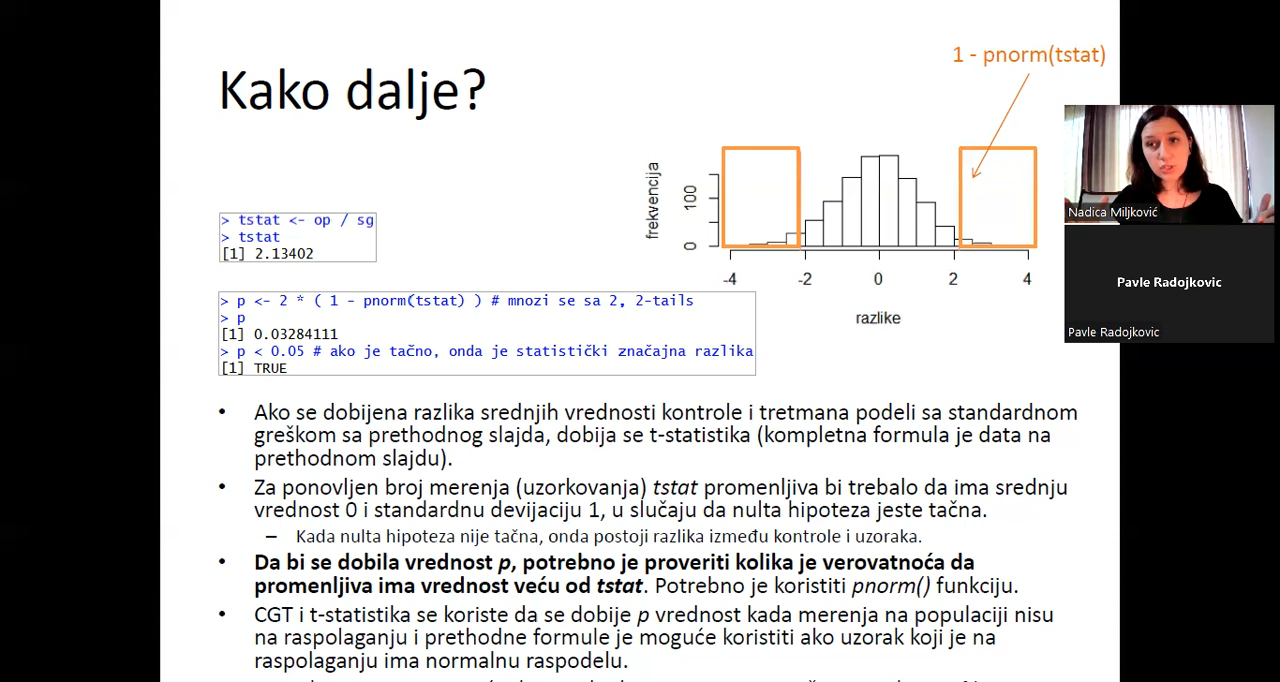 1 - pnorm(tstat)
Kako dalje?
> tstat <- op / sg
> tstat
[1] 2.13402
> p <- 2 * ( 1 - pnorm(tstat) ) # mnozi se sa 2, 2-tails
> p
[1] 0.03284111
> p < 0.05 # ako je tačno, onda je statistički značajna razlika
[1] TRUE
frekvencija
100
0
-4 -2 0 2 4
razlike
Nadica Miljković
Pavle Radojkovic
Pavle Radojkovic
• Ako se dobijena razlika srednjih vrednosti kontrole i tretmana podeli sa standardnom
greškom sa prethodnog slajda, dobija se t-statistika (kompletna formula je data na
prethodnom slajdu).
• Za ponovljen broj merenja (uzorkovanja) tstat promenljiva bi trebalo da ima srednju
vrednost 0 i standardnu devijaciju 1, u slučaju da nulta hipoteza jeste tačna.
– Kada nulta hipoteza nije tačna, onda postoji razlika između kontrole i uzoraka.
• Da bi se dobila vrednost p, potrebno je proveriti kolika je verovatnoća da
promenljiva ima vrednost veću od tstat. Potrebno je koristiti pnorm() funkciju.
• CGT i t-statistika se koriste da se dobije p vrednost kada merenja na populaciji nisu
na raspolaganju i prethodne formule je moguće koristiti ako uzorak koji je na
raspolaganju ima normalnu raspodelu.